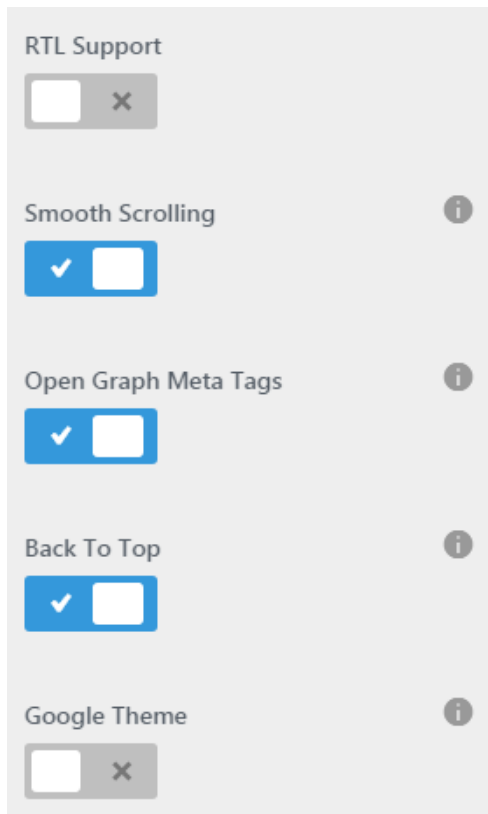 RTL Support
Smooth Scrolling
Open Graph Meta Tags
Back To Top
Google Theme